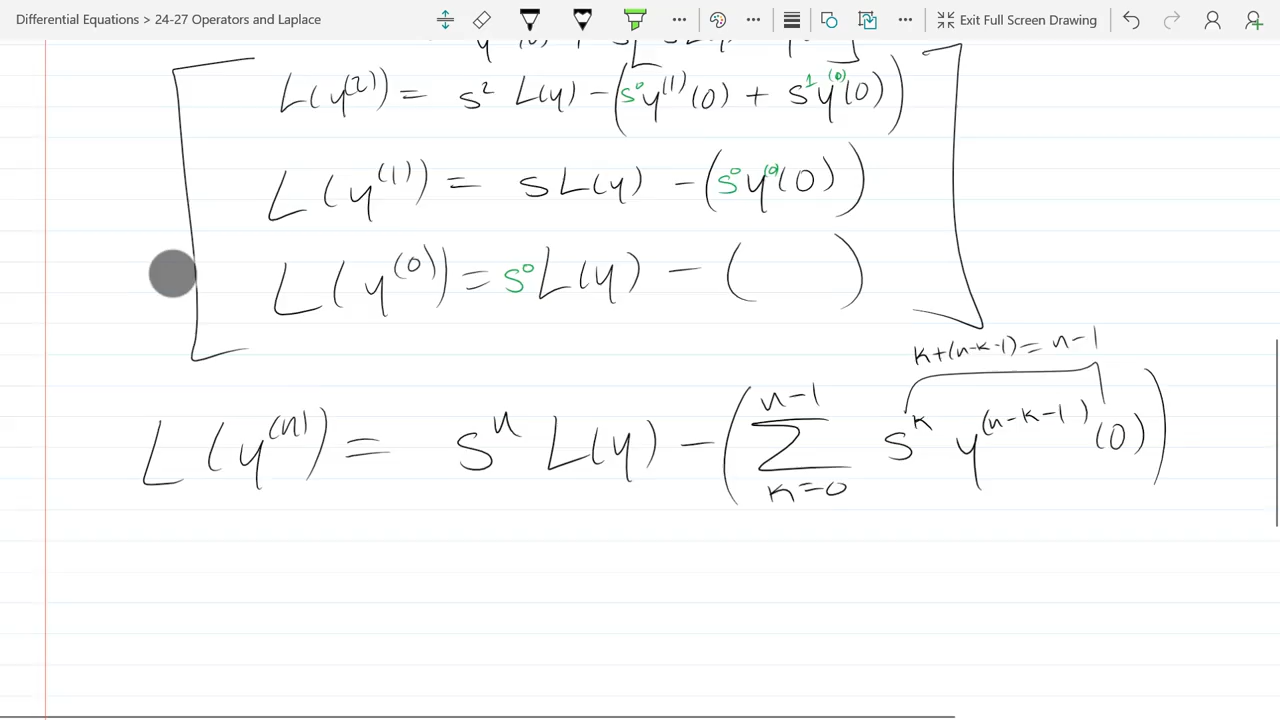 Differential Equations > 24-27 Operators and Laplace
Exit Full Screen Drawing
L(y^(2)) = s^2 L(y) - (s^0 y^(1)(0) + s^1 y^(0)(0))
L(y^(1)) = sL(y) - (s^0 y^(0)(0))
L(y^(0)) = s^0 L(y) - ( )
k+(n-k-1) = n-1
L(y^(n)) = s^n L(y) - (∑_{k=0}^{n-1} s^k y^(n-k-1)(0))